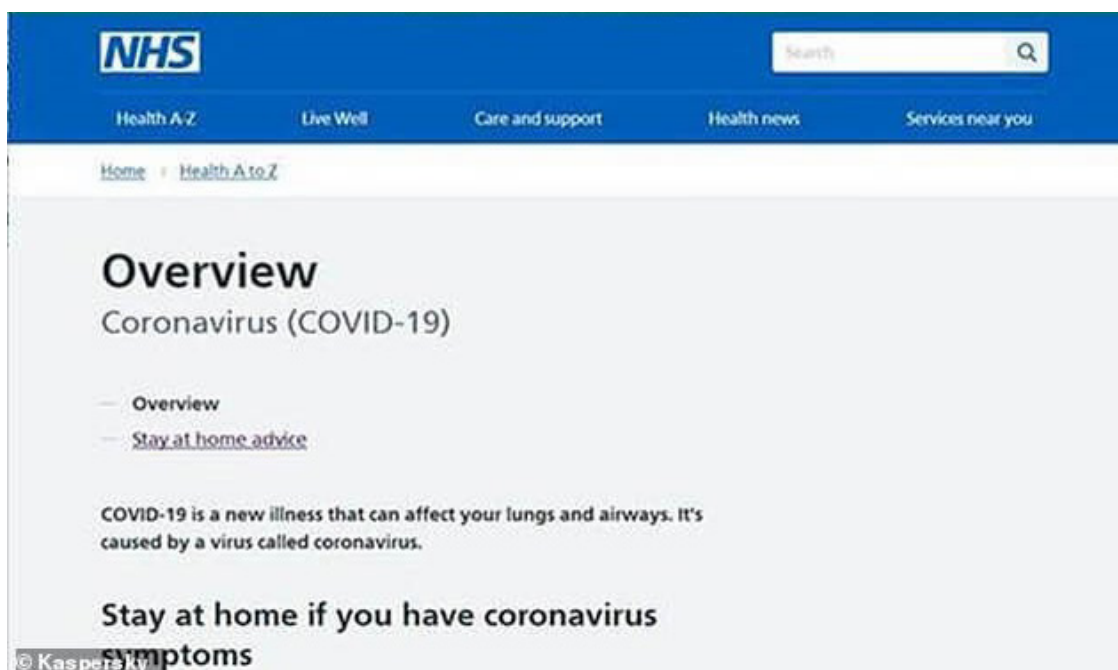 NHS
Search
Health A-Z
Live Well
Care and support
Health news
Services near you
Home
Health A to Z
Overview
Coronavirus (COVID-19)
— Overview
— Stay at home advice
COVID-19 is a new illness that can affect your lungs and airways. It's
caused by a virus called coronavirus.
Stay at home if you have coronavirus
symptoms
© Kaspersky